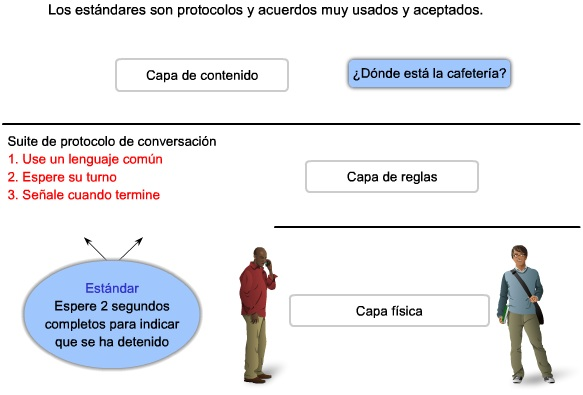 Los estándares son protocolos y acuerdos muy usados y aceptados.
Capa de contenido
¿Dónde está la cafetería?
Suite de protocolo de conversación
1. Use un lenguaje común
2. Espere su turno
3. Señale cuando termine
Capa de reglas
Estándar
Espere 2 segundos
completos para indicar
que se ha detenido
Capa física